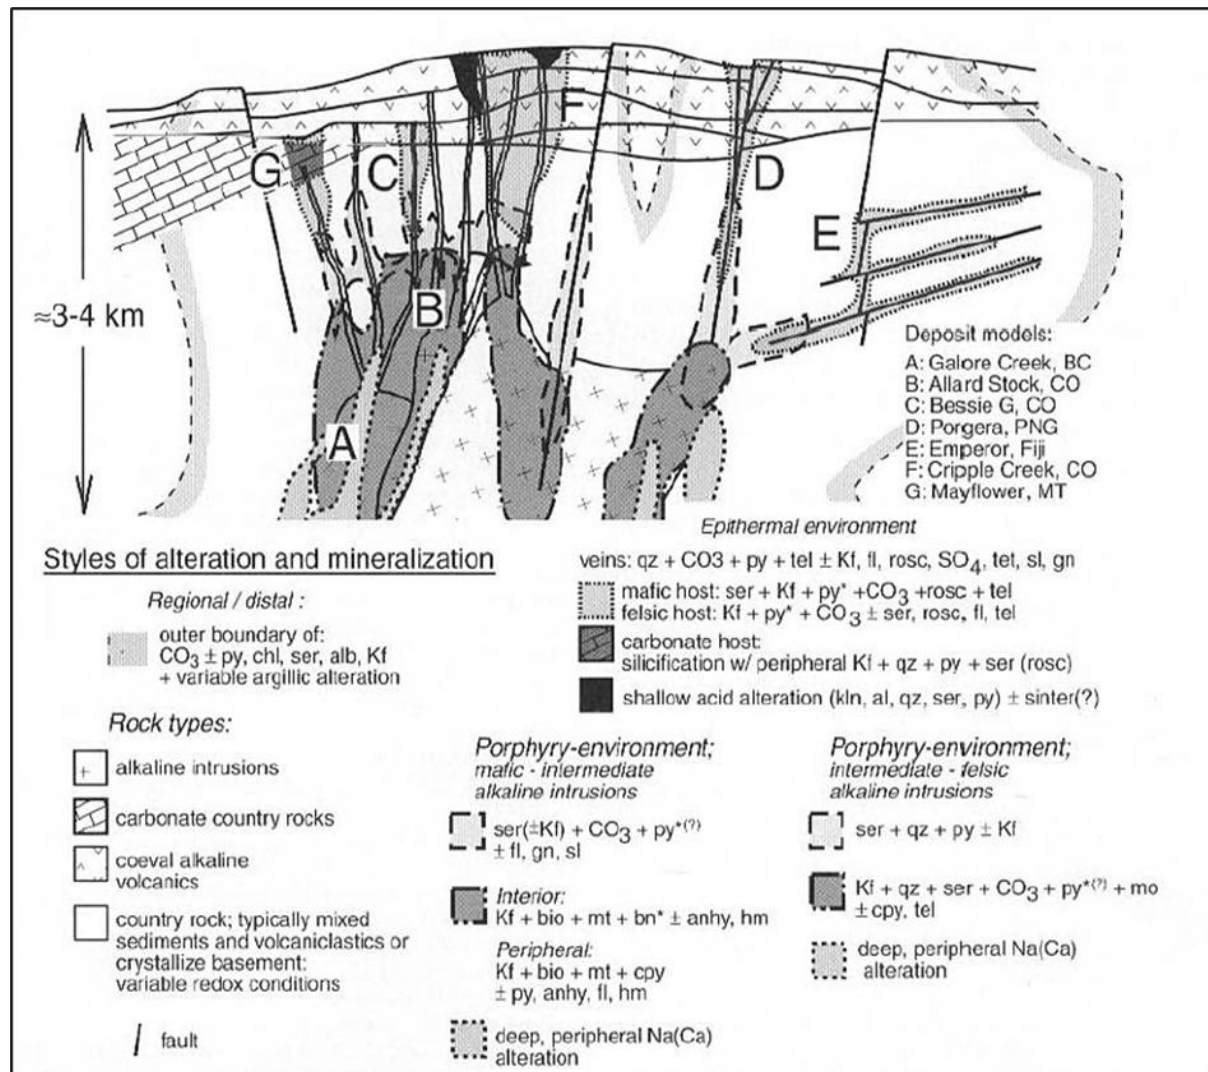 G
C
F
D
E
B
A
≈3-4 km
Deposit models:
A: Galore Creek, BC
B: Allard Stock, CO
C: Bessie G, CO
D: Porgera, PNG
E: Emperor, Fiji
F: Cripple Creek, CO
G: Mayflower, MT
Styles of alteration and mineralization
Regional / distal :
outer boundary of:
CO₃ ± py, chl, ser, alb, Kf
+ variable argillic alteration
Rock types:
alkaline intrusions
carbonate country rocks
coeval alkaline
volcanics
country rock; typically mixed
sediments and volcaniclastics or
crystallize basement:
variable redox conditions
fault
Epithermal environment
veins: qz + CO3 + py + tel ± Kf, fl, rosc, SO₄, tet, sl, gn
mafic host: ser + Kf + py* +CO₃ +rosc + tel
felsic host: Kf + py* + CO₃ ± ser, rosc, fl, tel
carbonate host:
silicification w/ peripheral Kf + qz + py + ser (rosc)
shallow acid alteration (kln, al, qz, ser, py) ± sinter(?)
Porphyry-environment;
mafic - intermediate
alkaline intrusions
ser(±Kf) + CO₃ + py*(?)
± fl, gn, sl
Interior:
Kf + bio + mt + bn* ± anhy, hm
Peripheral:
Kf + bio + mt + cpy
± py, anhy, fl, hm
deep, peripheral Na(Ca)
alteration
Porphyry-environment;
intermediate - felsic
alkaline intrusions
ser + qz + py ± Kf
Kf + qz + ser + CO₃ + py*(?) + mo
± cpy, tel
deep, peripheral Na(Ca)
alteration